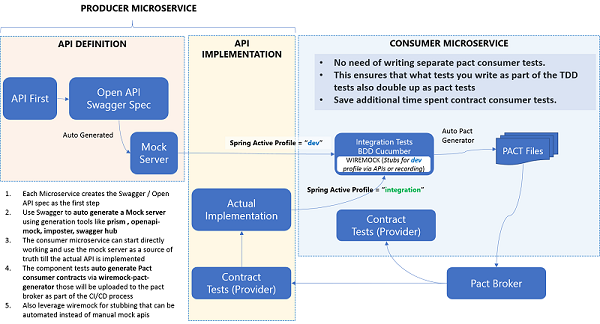 PRODUCER MICROSERVICE
API DEFINITION
API
IMPLEMENTATION
CONSUMER MICROSERVICE
• No need of writing separate pact consumer tests.
• This ensures that what tests you write as part of the TDD
tests also double up as pact tests
• Save additional time spent contract consumer tests.
API First
Open API
Swagger Spec
Auto Generated
Mock
Server
Spring Active Profile = "dev"
Integration Tests
BDD Cucumber
WIREMOCK (Stubs for dev
profile via APIs or recording)
Auto Pact
Generator
PACT Files
Spring Active Profile = "integration"
Actual
Implementation
Contract
Tests (Provider)
Contract
Tests (Provider)
Pact Broker
1. Each Microservice creates the Swagger / Open
API spec as the first step
2. Use Swagger to auto generate a Mock server
using generation tools like prism , openapi-
mock, imposter, swagger hub
3. The consumer microservice can start directly
working and use the mock server as a source of
truth till the actual API is implemented
4. The component tests auto generate Pact
consumer contracts via wiremock-pact-
generator those will be uploaded to the
pact broker as part of the CI/CD process
5. Also leverage wiremock for stubbing that can be
automated instead of manual mock apis